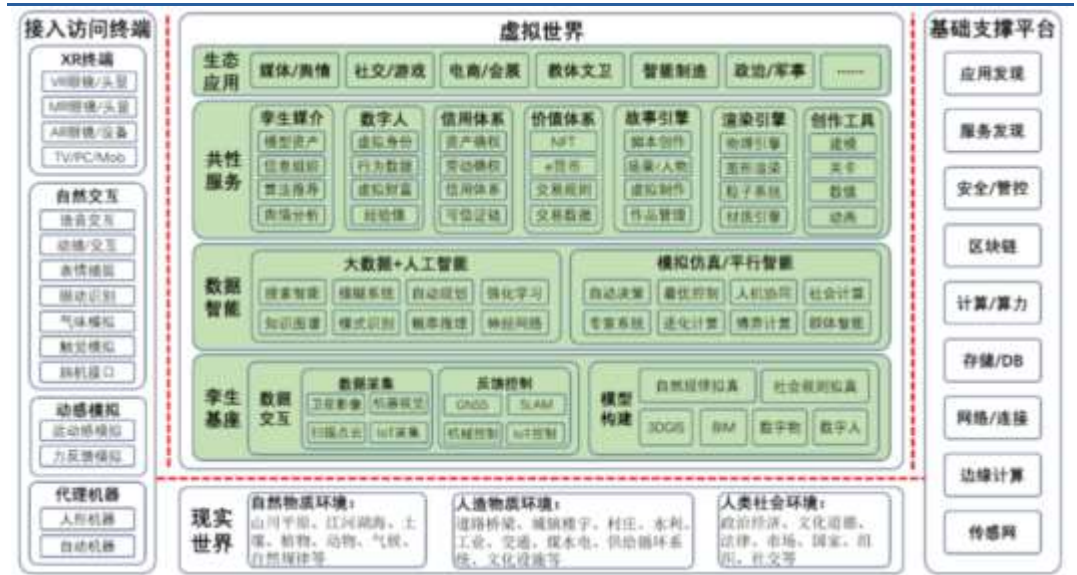 接入访问终端
XR终端
VR眼镜/头显
MR眼镜/头显
AR眼镜/设备
TV/PC/Mob
自然交互
语音交互
动捕/交互
表情捕捉
眼动识别
气体模拟
触觉模拟
脑机接口
动感模拟
运动感模拟
力反馈模拟
代理机器
人形机器
自动机器
虚拟世界
生态应用
媒体/舆情
社交/游戏
电商/会展
教体文卫
智能制造
政治/军事
……
共性服务
孪生媒介
模型资产
信息组织
算法推荐
舆情分析
数字人
虚拟身份
行为数据
虚拟财富
经验值
信用体系
资产确权
劳动确权
信用体系
可信证链
价值体系
NFT
e货币
交易规则
交易数据
故事引擎
脚本创作
场景/人物
虚拟制作
作品管理
渲染引擎
物理引擎
图形渲染
粒子系统
材质引擎
创作工具
建模
关卡
数值
动画
数据智能
大数据+人工智能
搜索智能
模糊系统
自动规划
强化学习
知识图谱
模式识别
概率推理
神经网络
模拟仿真/平行智能
自动决策
最优控制
人机协同
社会计算
专家系统
进化计算
情弈计算
群体智能
孪生基座
数据交互
数据采集
卫星影像
机器视觉
扫描点云
IoT采集
反馈控制
GNSS
SLAM
机械控制
IoT控制
模型构建
自然规律拟真
社会规则拟真
3DGIS
BIM
数字物
数字人
现实世界
自然物质环境：
山川平原、江河湖海、土
壤、植物、动物、气候、
自然规律等
人造物质环境：
道路桥梁、城镇楼宇、村庄、水利、
工业、交通、煤水电、供给循环系
统、文化设施等
人类社会环境：
政治经济、文化道德、
法律、市场、国家、组
织、社交等
基础支撑平台
应用发现
服务发现
安全/管控
区块链
计算/算力
存储/DB
网络/连接
边缘计算
传感网